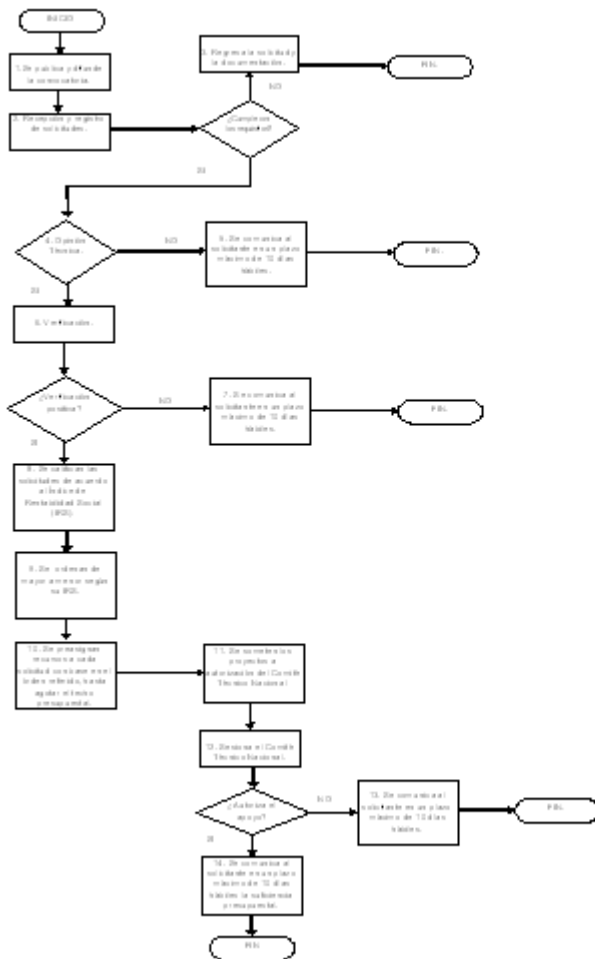 INICIO
1. Se publica y difunde
la convocatoria.
2. Recepción y registro
de solicitudes.
3. Regresa la solicitud y
la documentación.
FIN.
NO
¿Cumple con
los requisitos?
SI
4. Opinión
Técnica.
NO
5. Se comunica al
solicitante en un plazo
máximo de 10 días
hábiles.
FIN.
SI
6. Verificación.
¿Verificación
positiva?
NO
7. Se comunica al
solicitante en un plazo
máximo de 10 días
hábiles.
FIN.
SI
8. Se califican las
solicitudes de acuerdo
al Índice de
Rentabilidad Social
(IRS).
9. Se ordenan de
mayor a menor según
su IRS.
10. Se preasignan
recursos a cada
solicitud con base en el
orden referido, hasta
agotar el techo
presupuestal.
11. Se someten los
proyectos a
autorización del Comité
Técnico Nacional
12. Sesiona el Comité
Técnico Nacional.
¿Autoriza el
apoyo?
NO
13. Se comunica al
solicitante en un plazo
máximo de 10 días
hábiles.
FIN.
SI
14. Se comunica al
solicitante en un plazo
máximo de 10 días
hábiles la suficiencia
presupuestal.
FIN.